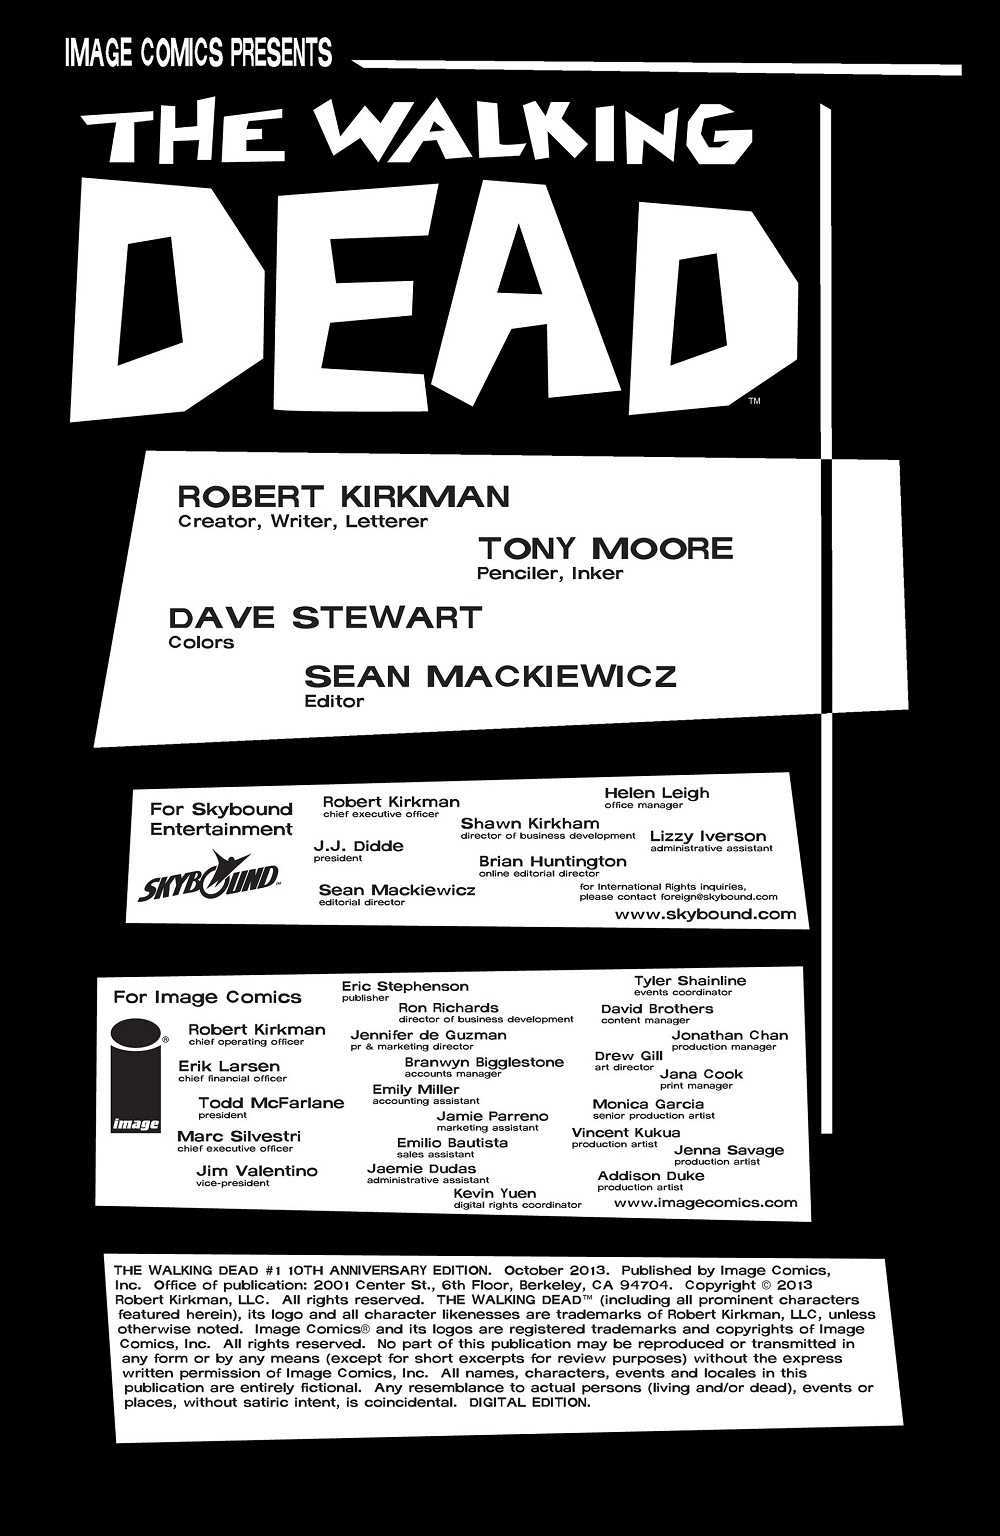 IMAGE COMICS PRESENTS
THE WALKING
DEAD
TM
ROBERT KIRKMAN
Creator, Writer, Letterer
TONY MOORE
Penciler, Inker
DAVE STEWART
Colors
SEAN MACKIEWICZ
Editor
For Skybound
Entertainment
SKYBOUND
TM
Robert Kirkman
chief executive officer
J.J. Didde
president
Sean Mackiewicz
editorial director
Shawn Kirkham
director of business development
Brian Huntington
online editorial director
Helen Leigh
office manager
Lizzy Iverson
administrative assistant
for International Rights inquiries,
please contact foreign@skybound.com
www.skybound.com
For Image Comics
®
image
Robert Kirkman
chief operating officer
Erik Larsen
chief financial officer
Todd McFarlane
president
Marc Silvestri
chief executive officer
Jim Valentino
vice-president
Eric Stephenson
publisher
Ron Richards
director of business development
Jennifer de Guzman
pr & marketing director
Branwyn Bigglestone
accounts manager
Emily Miller
accounting assistant
Jamie Parreno
marketing assistant
Emilio Bautista
sales assistant
Jaemie Dudas
administrative assistant
Kevin Yuen
digital rights coordinator
Tyler Shainline
events coordinator
David Brothers
content manager
Jonathan Chan
production manager
Drew Gill
art director
Jana Cook
print manager
Monica Garcia
senior production artist
Vincent Kukua
production artist
Jenna Savage
production artist
Addison Duke
production artist
www.imagecomics.com
THE WALKING DEAD #1 10TH ANNIVERSARY EDITION. October 2013. Published by Image Comics,
Inc. Office of publication: 2001 Center St., 6th Floor, Berkeley, CA 94704. Copyright © 2013
Robert Kirkman, LLC. All rights reserved. THE WALKING DEAD™ (including all prominent characters
featured herein), its logo and all character likenesses are trademarks of Robert Kirkman, LLC, unless
otherwise noted. Image Comics® and its logos are registered trademarks and copyrights of Image
Comics, Inc. All rights reserved. No part of this publication may be reproduced or transmitted in
any form or by any means (except for short excerpts for review purposes) without the express
written permission of Image Comics, Inc. All names, characters, events and locales in this
publication are entirely fictional. Any resemblance to actual persons (living and/or dead), events or
places, without satiric intent, is coincidental. DIGITAL EDITION.